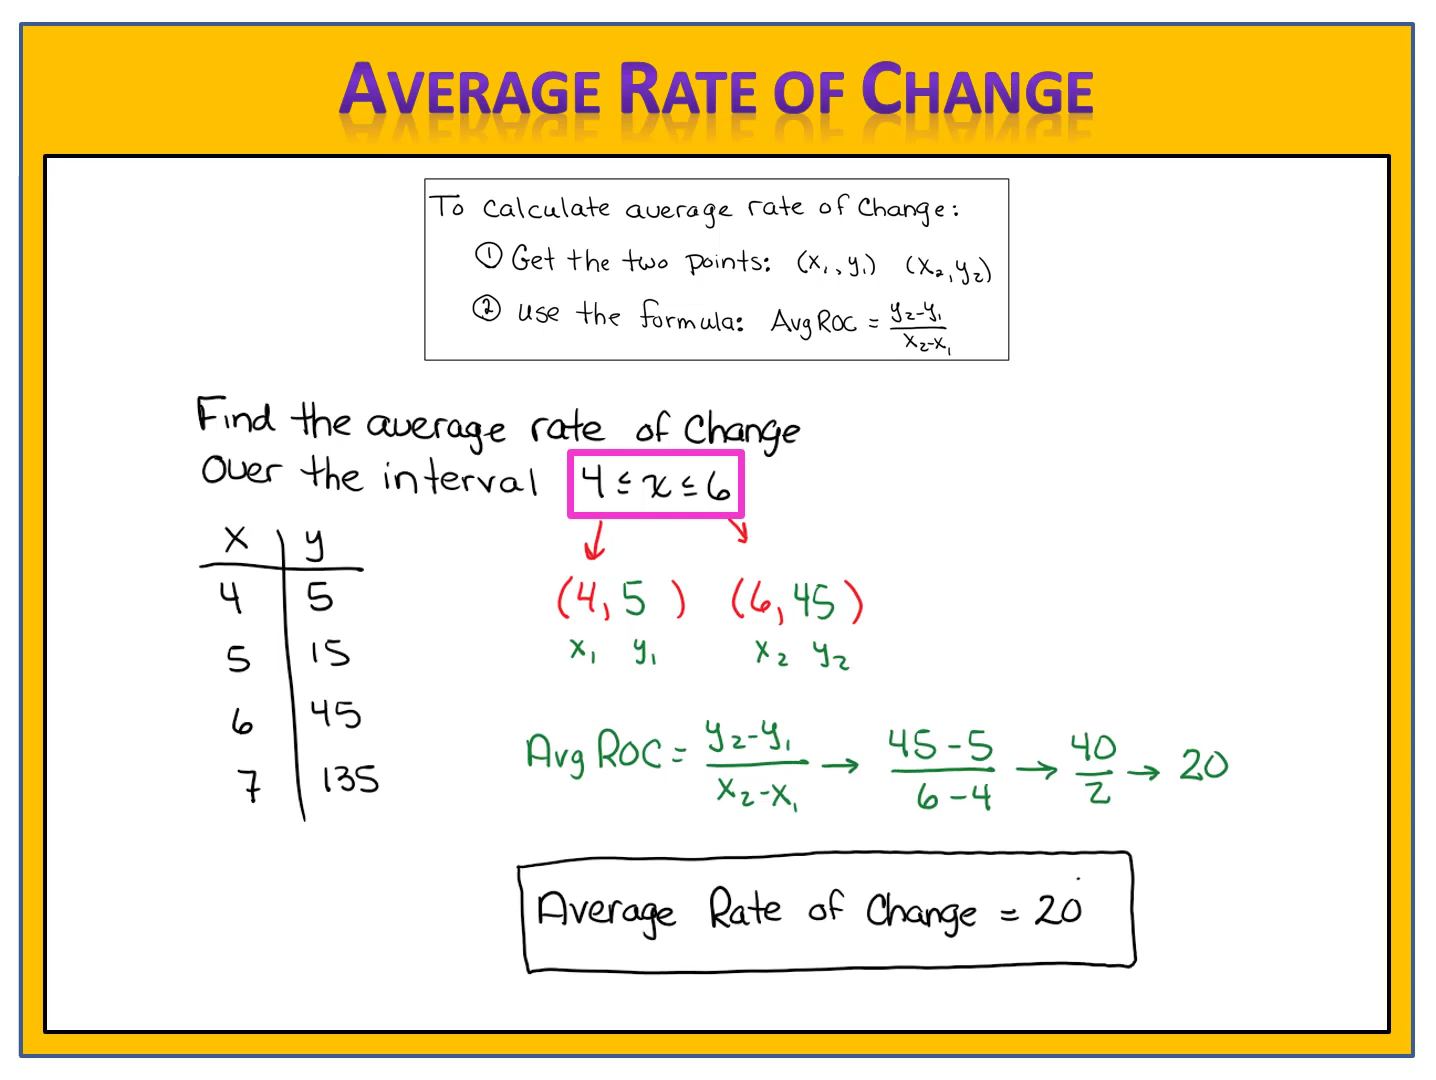 AVERAGE RATE OF CHANGE
To calculate average rate of change:
① Get the two points: (x₁, y₁) (x₂, y₂)
② Use the formula: Avg ROC = y₂-y₁ / x₂-x₁
Find the average rate of change
over the interval 4 ≤ x ≤ 6
x y
4 5
5 15
6 45
7 135
(4, 5) (6, 45)
x₁ y₁ x₂ y₂
Avg ROC = y₂-y₁ / x₂-x₁ → 45-5 / 6-4 → 40 / 2 → 20
Average Rate of Change = 20